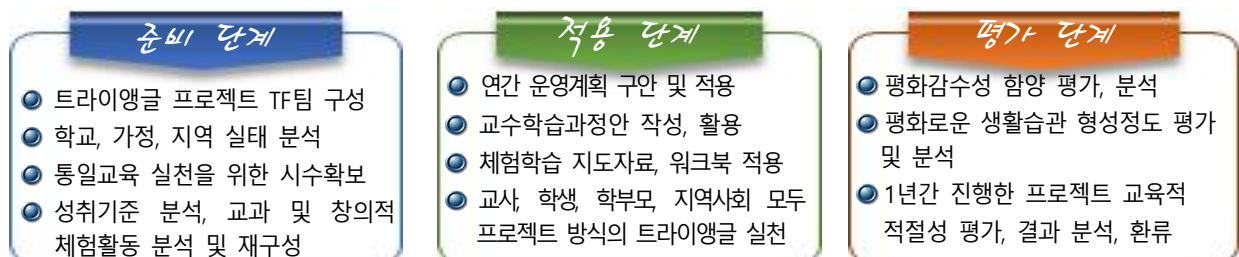 준비 단계
트라이앵글 프로젝트 TF팀 구성
학교, 가정, 지역 실태 분석
통일교육 실천을 위한 시수확보
성취기준 분석, 교과 및 창의적
체험활동 분석 및 재구성
적용 단계
연간 운영계획 구안 및 적용
교수학습과정안 작성, 활용
체험학습 지도자료, 워크북 적용
교사, 학생, 학부모, 지역사회 모두
프로젝트 방식의 트라이앵글 실천
평가 단계
평화감수성 함양 평가, 분석
평화로운 생활습관 형성정도 평가
및 분석
1년간 진행한 프로젝트 교육적
적절성 평가, 결과 분석, 환류